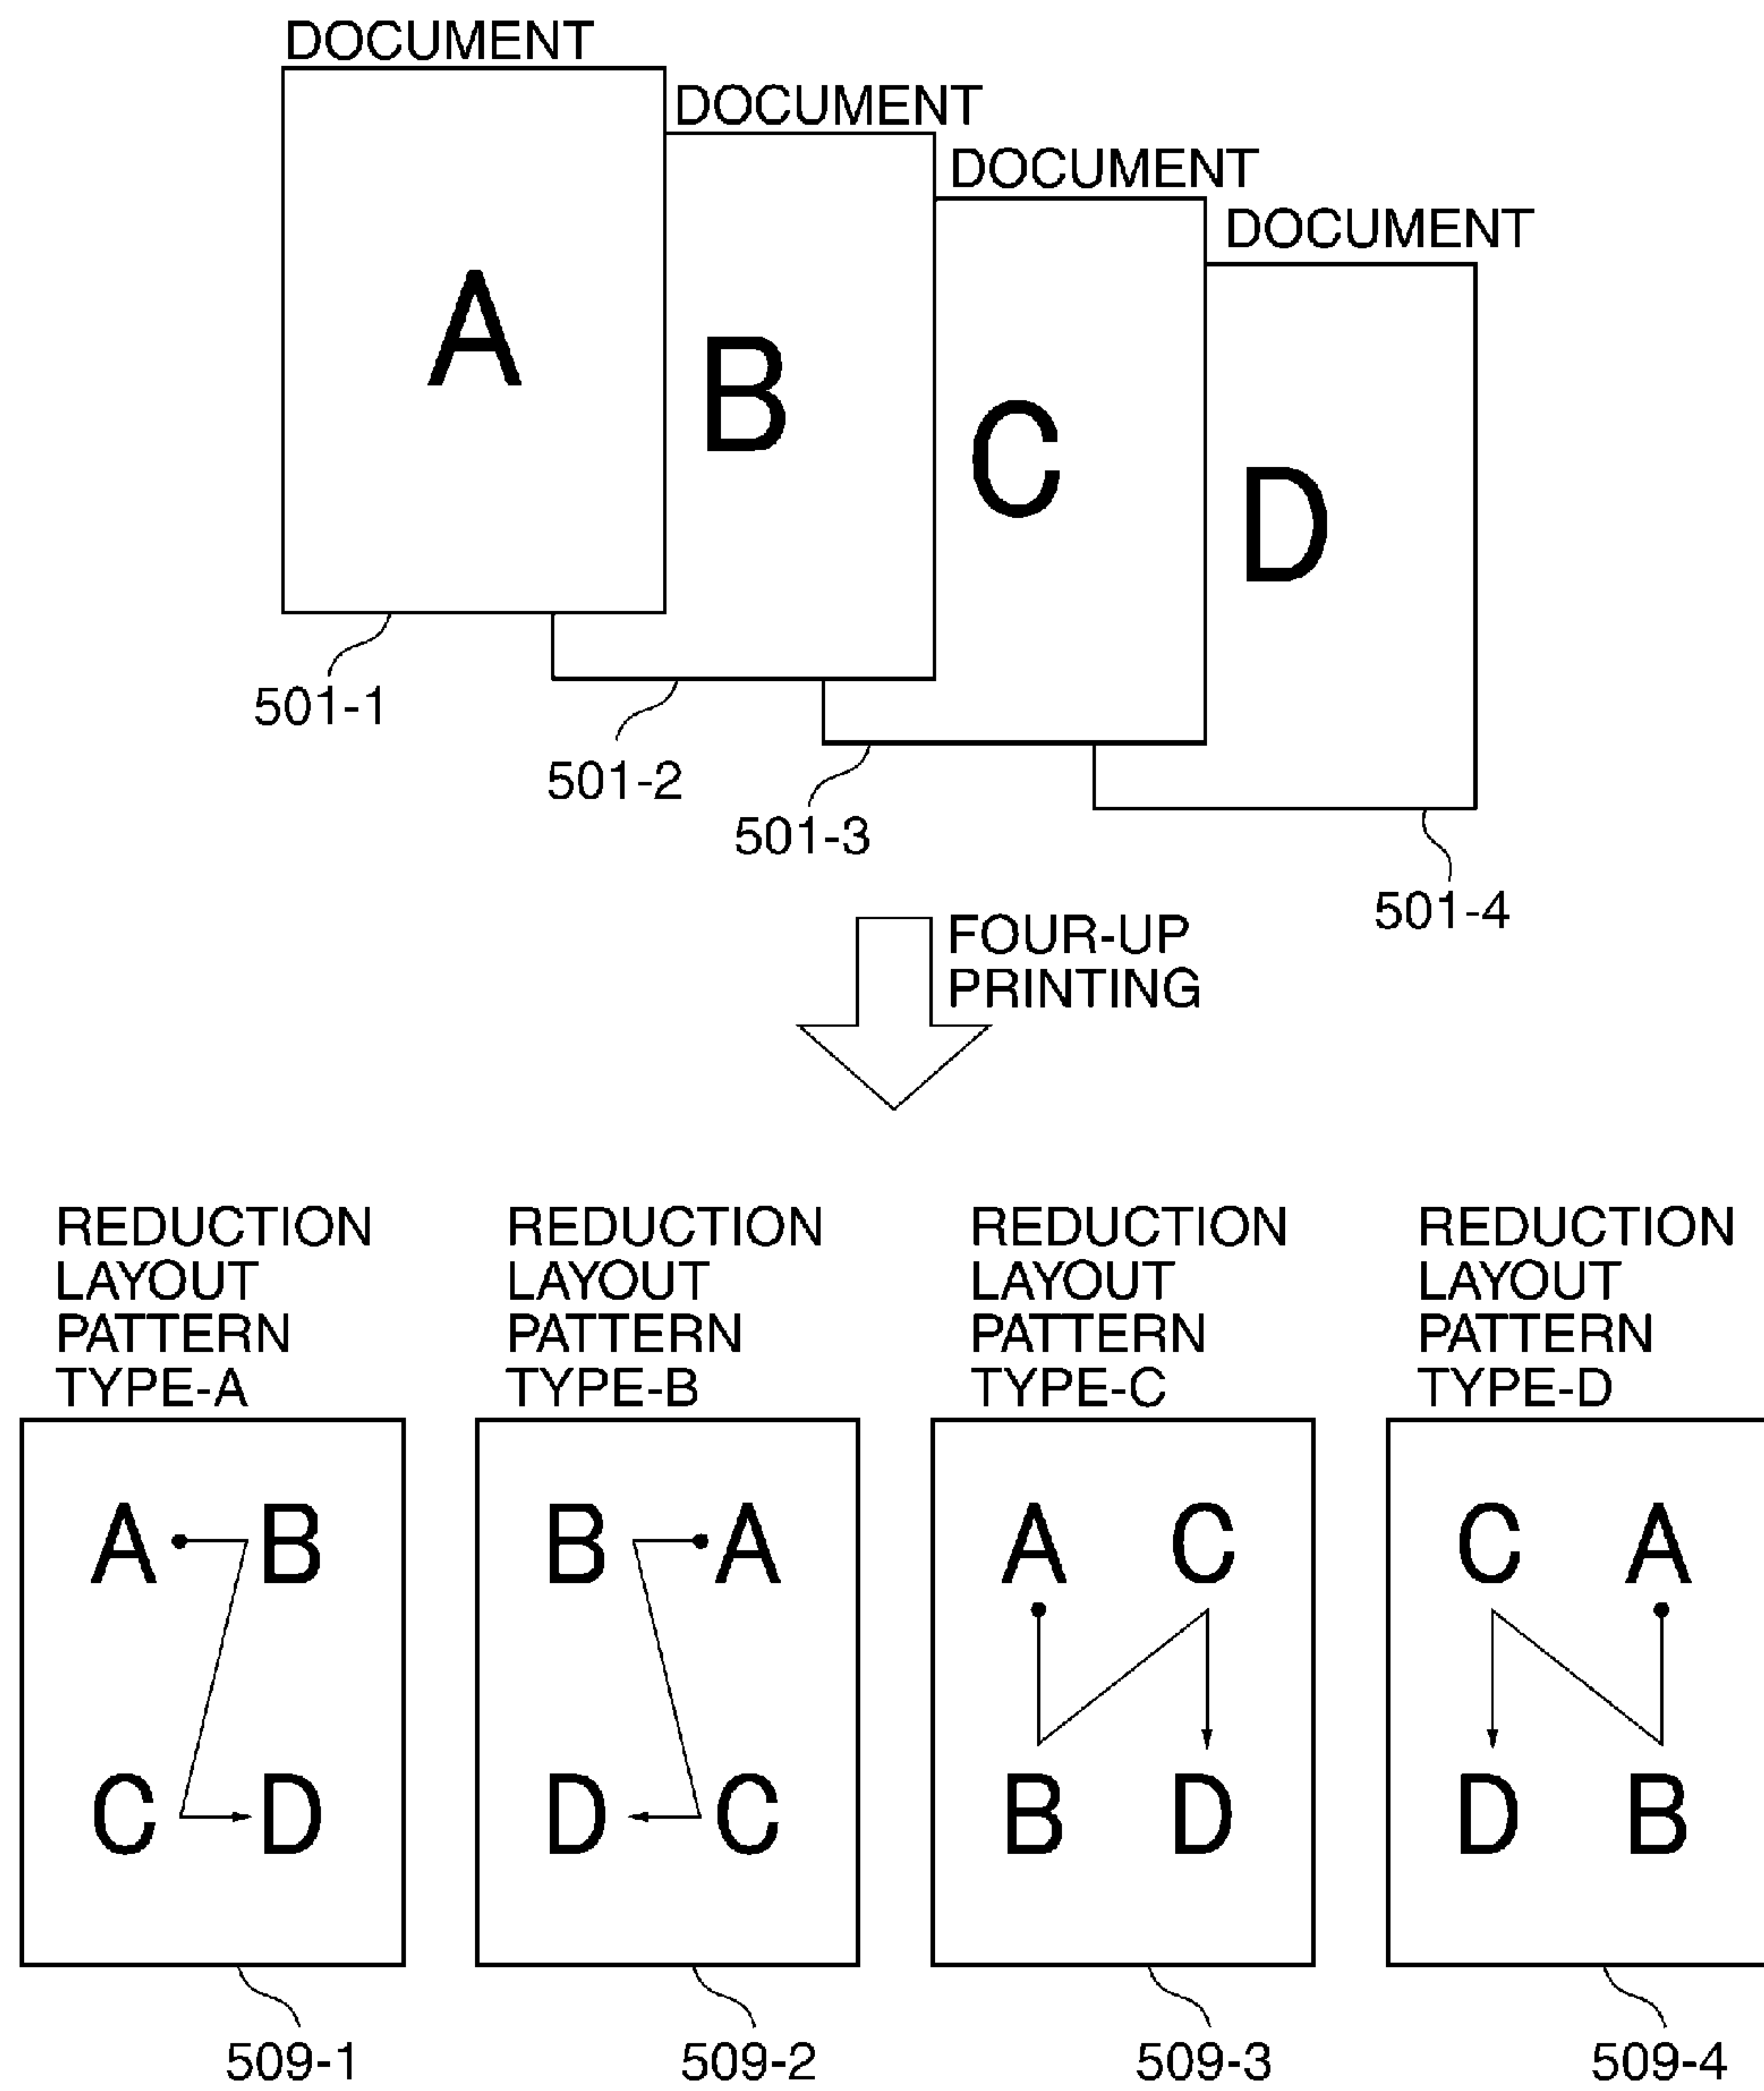 DOCUMENT
DOCUMENT
DOCUMENT
DOCUMENT
A
B
C
D
501-1
501-2
501-3
501-4
FOUR-UP
PRINTING
REDUCTION
LAYOUT
PATTERN
TYPE-A
REDUCTION
LAYOUT
PATTERN
TYPE-B
REDUCTION
LAYOUT
PATTERN
TYPE-C
REDUCTION
LAYOUT
PATTERN
TYPE-D
A B
C D
B A
D C
A C
B D
C A
D B
509-1
509-2
509-3
509-4